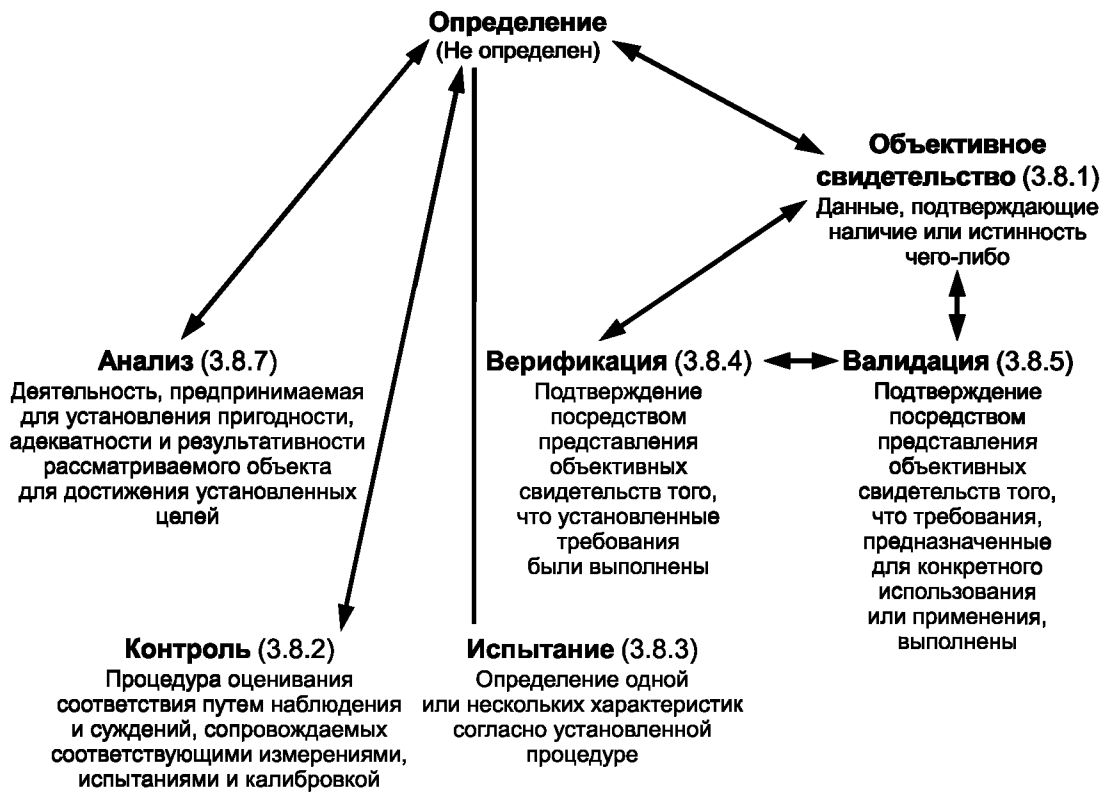 Определение
(Не определен)
Объективное
свидетельство (3.8.1)
Данные, подтверждающие
наличие или истинность
чего-либо
Анализ (3.8.7)
Деятельность, предпринимаемая
для установления пригодности,
адекватности и результативности
рассматриваемого объекта
для достижения установленных
целей
Верификация (3.8.4)
Подтверждение
посредством
представления
объективных
свидетельств того,
что установленные
требования
были выполнены
Валидация (3.8.5)
Подтверждение
посредством
представления
объективных
свидетельств того,
что требования,
предназначенные
для конкретного
использования
или применения,
выполнены
Контроль (3.8.2)
Процедура оценивания
соответствия путем наблюдения
и суждений, сопровождаемых
соответствующими измерениями,
испытаниями и калибровкой
Испытание (3.8.3)
Определение одной
или нескольких характеристик
согласно установленной
процедуре